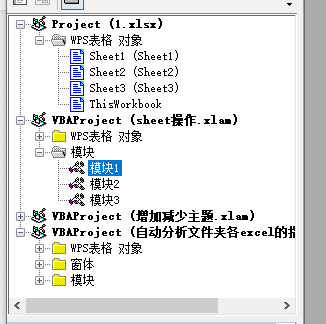 Project (1.xlsx)
WPS表格 对象
Sheet1 (Sheet1)
Sheet2 (Sheet2)
Sheet3 (Sheet3)
ThisWorkbook
VBAProject (sheet操作.xlam)
WPS表格 对象
模块
模块1
模块2
模块3
VBAProject (增加减少主题.xlam)
VBAProject (自动分析文件夹各excel的
WPS表格 对象
窗体
模块